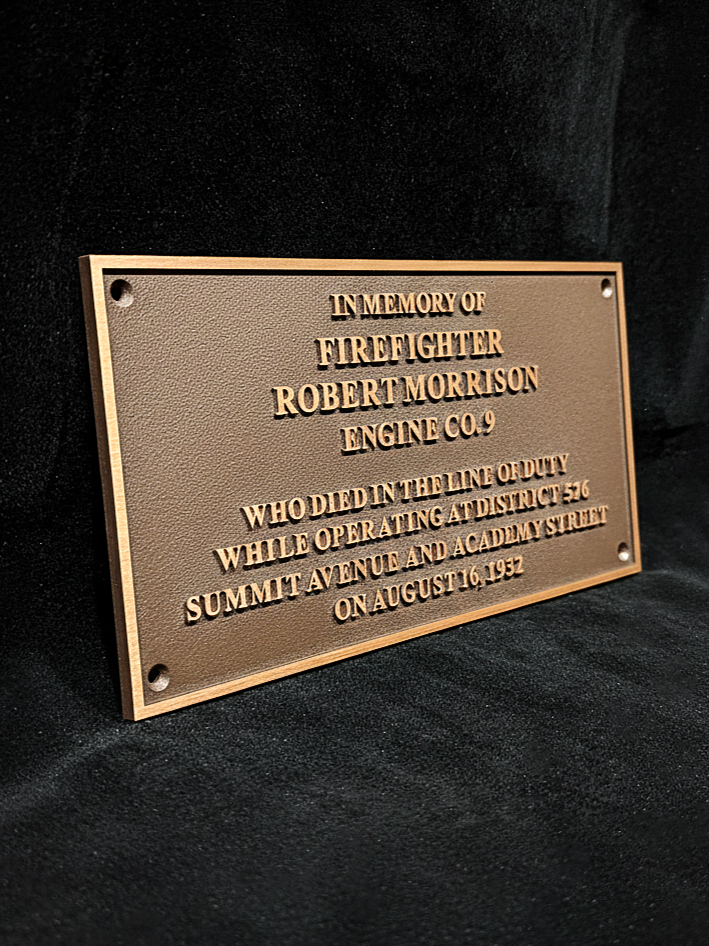 IN MEMORY OF
FIREFIGHTER
ROBERT MORRISON
ENGINE CO. 9
WHO DIED IN THE LINE OF DUTY
WHILE OPERATING AT DISTRICT 576
SUMMIT AVENUE AND ACADEMY STREET
ON AUGUST 16, 1932